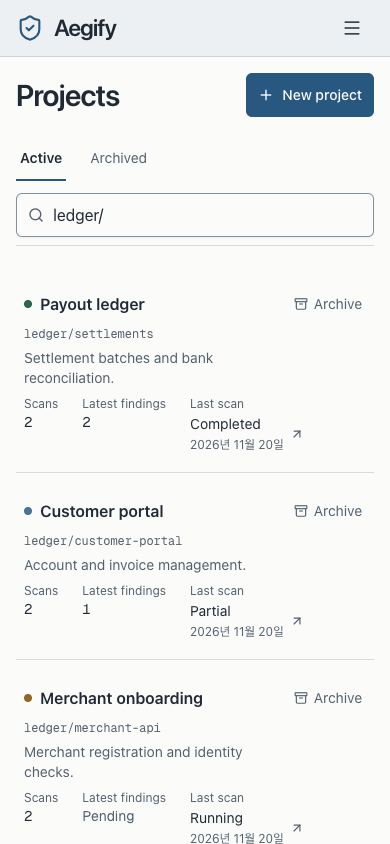 Aegify
Projects
New project
Active Archived
ledger/
Payout ledger Archive
ledger/settlements
Settlement batches and bank
reconciliation.
Scans Latest findings Last scan
2 2 Completed
2026년 11월 20일
Customer portal Archive
ledger/customer-portal
Account and invoice management.
Scans Latest findings Last scan
2 1 Partial
2026년 11월 20일
Merchant onboarding Archive
ledger/merchant-api
Merchant registration and identity
checks.
Scans Latest findings Last scan
2 Pending Running
2026년 11월 20일